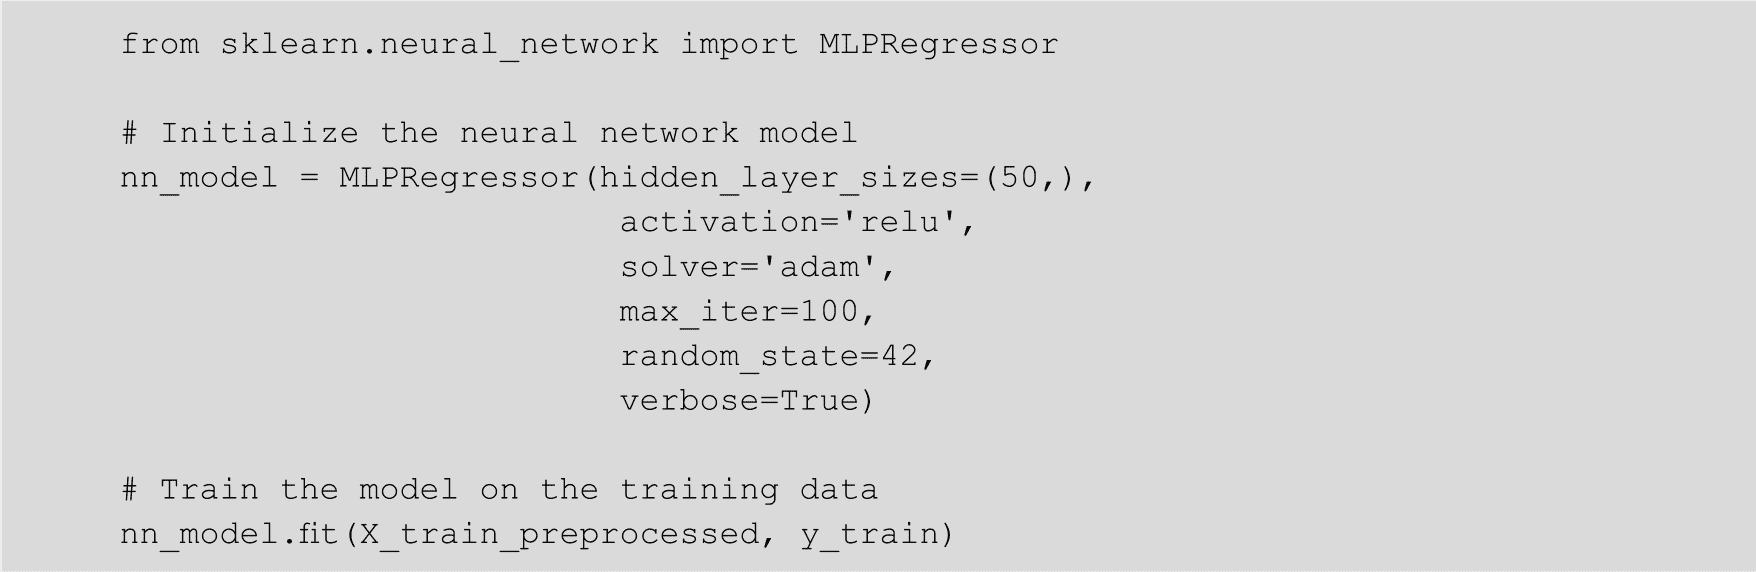 from sklearn.neural_network import MLPRegressor
# Initialize the neural network model
nn_model = MLPRegressor(hidden_layer_sizes=(50,),
activation='relu',
solver='adam',
max_iter=100,
random_state=42,
verbose=True)
# Train the model on the training data
nn_model.fit(X_train_preprocessed, y_train)